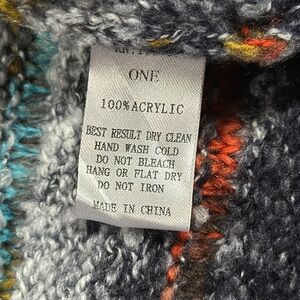 ONE
100% ACRYLIC
BEST RESULT DRY CLEAN
HAND WASH COLD
DO NOT BLEACH
HANG OR FLAT DRY
DO NOT IRON
MADE IN CHINA